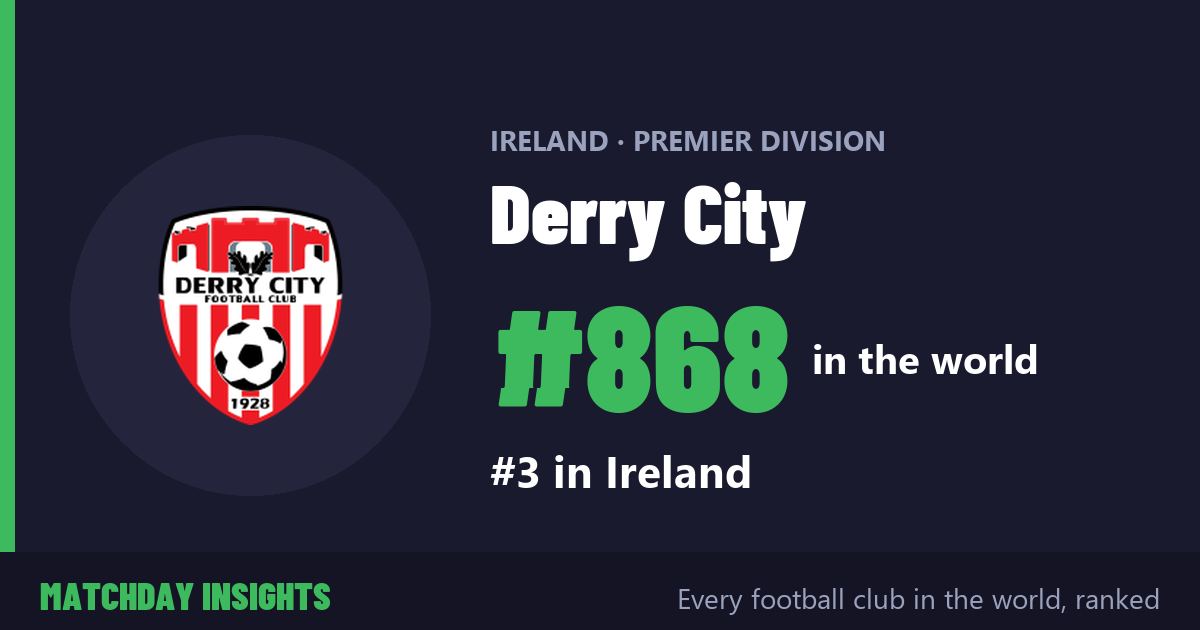 IRELAND · PREMIER DIVISION
Derry City
DERRY CITY
FOOTBALL CLUB
1928
#868 in the world
#3 in Ireland
MATCHDAY INSIGHTS
Every football club in the world, ranked